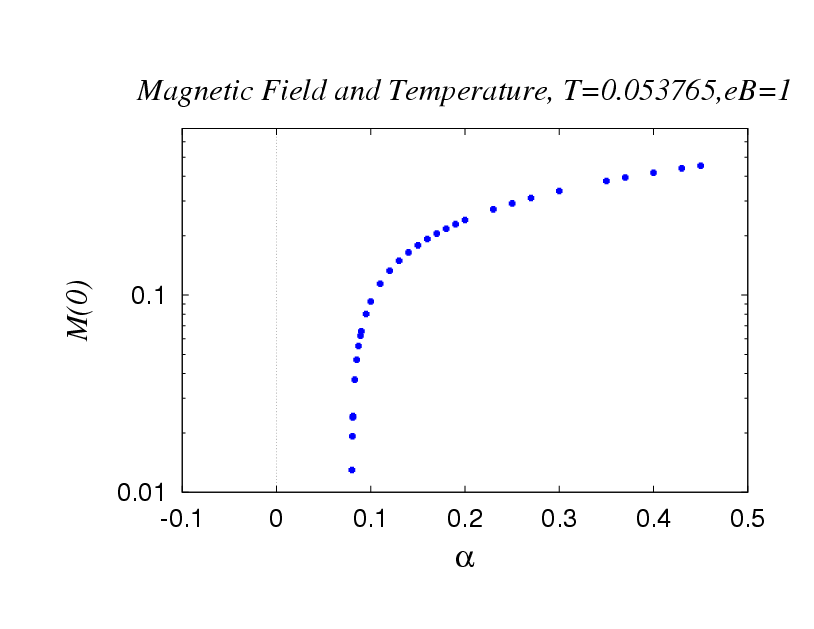 Magnetic Field and Temperature, T=0.053765,eB=1
M(0)
0.1
0.01
-0.1 0 0.1 0.2 0.3 0.4 0.5
α